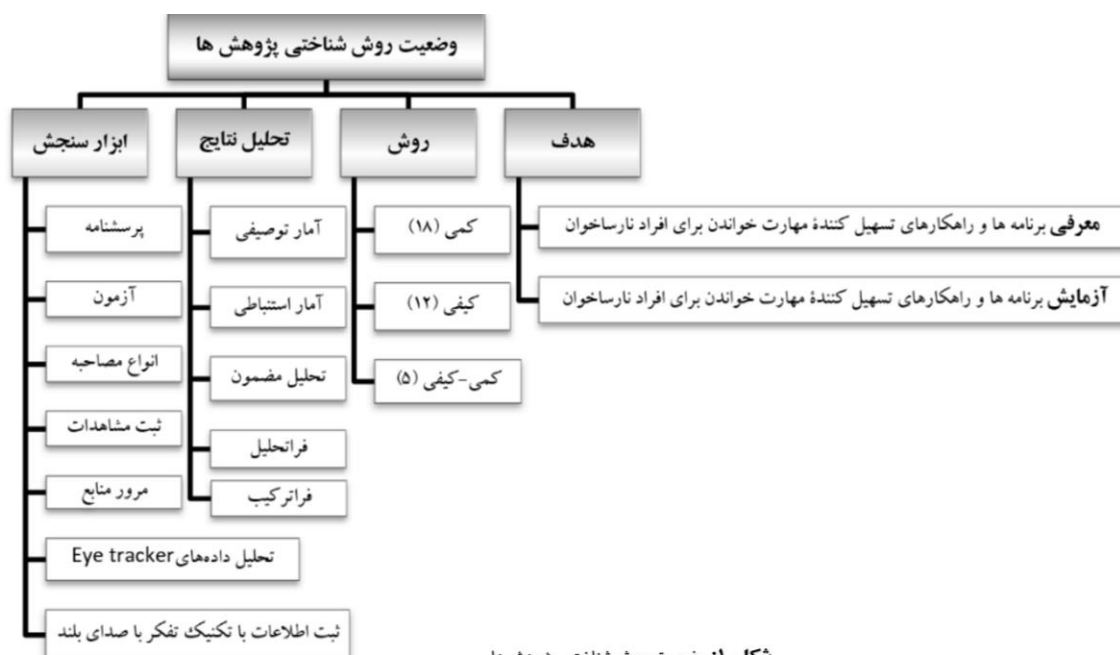 وضعیت روش شناختی پژوهش ها
هدف
روش
تحلیل نتایج
ابزار سنجش
معرفی برنامه ها و راهکارهای تسهیل کنندهٔ مهارت خواندن برای افراد نارساخوان
آزمایش برنامه ها و راهکارهای تسهیل کنندهٔ مهارت خواندن برای افراد نارساخوان
کمی (۱۸)
کیفی (۱۲)
کمی-کیفی (۵)
آمار توصیفی
آمار استنباطی
تحلیل مضمون
فراتحلیل
فراترکیب
پرسشنامه
آزمون
انواع مصاحبه
ثبت مشاهدات
مرور منابع
تحلیل داده‌های Eye tracker
ثبت اطلاعات با تکنیک تفکر با صدای بلند